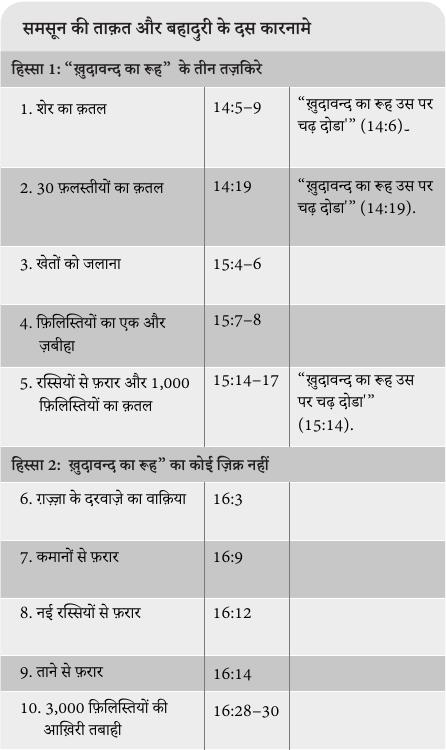 समसून की ताक़त और बहादुरी के दस कारनामे
हिस्सा 1: “ख़ुदावन्द का रूह” के तीन तज़किरे
1. शेर का क़तल 14:5–9 “ख़ुदावन्द का रूह उस पर
चढ़ दोडा'” (14:6).
2. 30 फ़लस्तीयों का क़तल 14:19 “ख़ुदावन्द का रूह उस पर
चढ़ दोडा'” (14:19).
3. खेतों को जलाना 15:4–6
4. फ़िलिस्तियों का एक और 15:7–8
ज़बीहा
5. रस्सियों से फ़रार और 1,000 15:14–17 “ख़ुदावन्द का रूह उस
फ़िलिस्तियों का क़तल पर चढ़ दोडा'”
(15:14).
हिस्सा 2: ख़ुदावन्द का रूह” का कोई ज़िक्र नहीं
6. ग़ज़्ज़ा के दरवाज़े का वाक़िया 16:3
7. कमानों से फ़रार 16:9
8. नई रस्सियों से फ़रार 16:12
9. ताने से फ़रार 16:14
10. 3,000 फ़िलिस्तियों की 16:28–30
आख़िरी तबाही